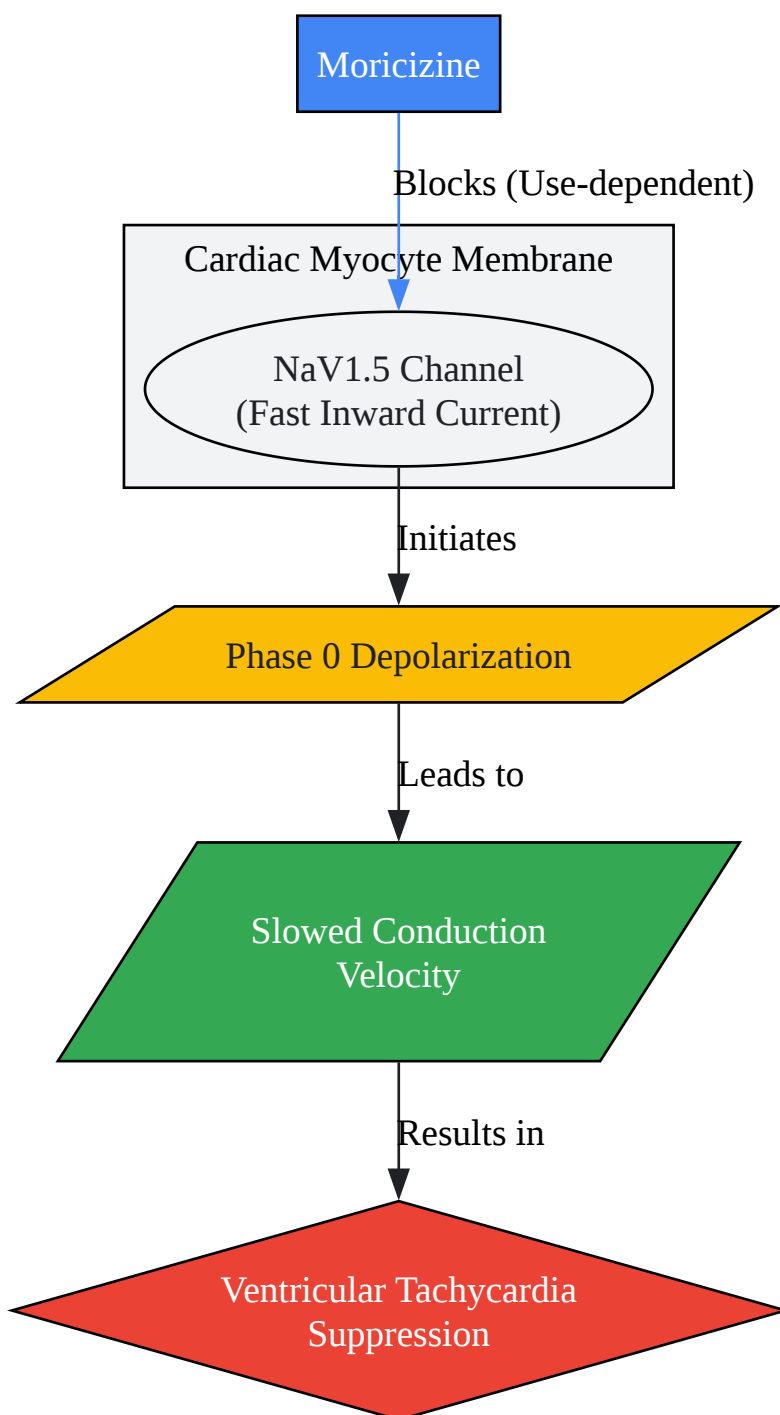 Moricizine
Blocks (Use-dependent)
Cardiac Myocyte Membrane
NaV1.5 Channel
(Fast Inward Current)
Initiates
Phase 0 Depolarization
Leads to
Slowed Conduction
Velocity
Results in
Ventricular Tachycardia
Suppression